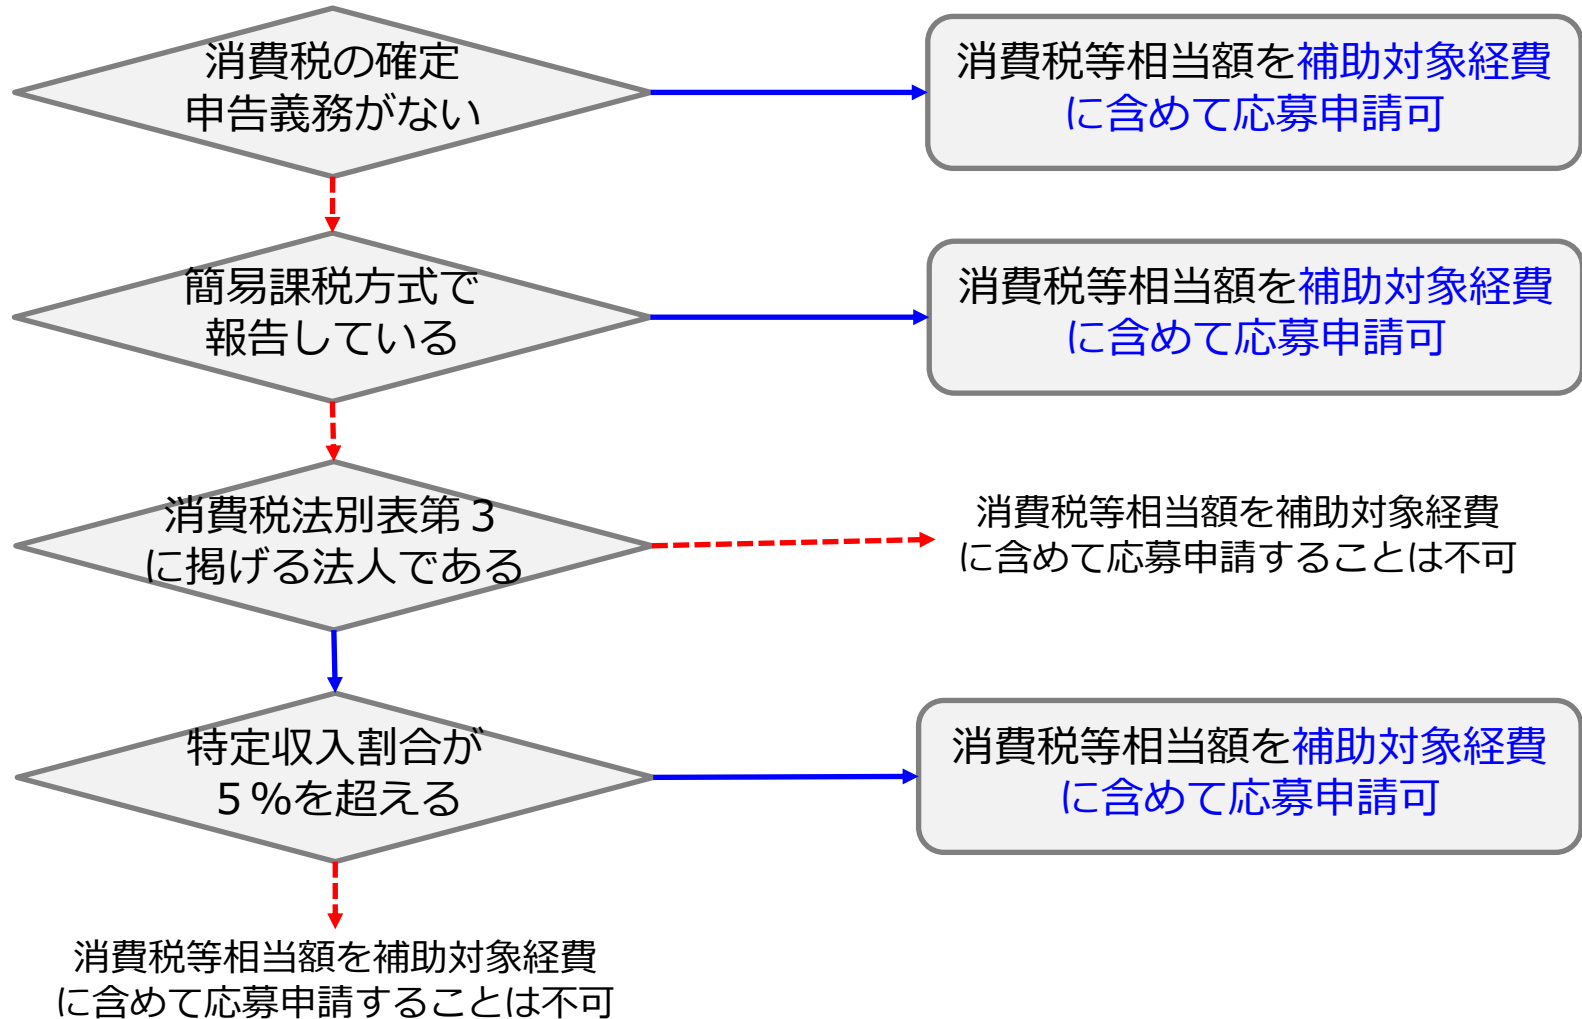 消費税の確定
申告義務がない
消費税等相当額を補助対象経費
に含めて応募申請可
簡易課税方式で
報告している
消費税等相当額を補助対象経費
に含めて応募申請可
消費税法別表第３
に掲げる法人である
消費税等相当額を補助対象経費
に含めて応募申請することは不可
特定収入割合が
５%を超える
消費税等相当額を補助対象経費
に含めて応募申請可
消費税等相当額を補助対象経費
に含めて応募申請することは不可